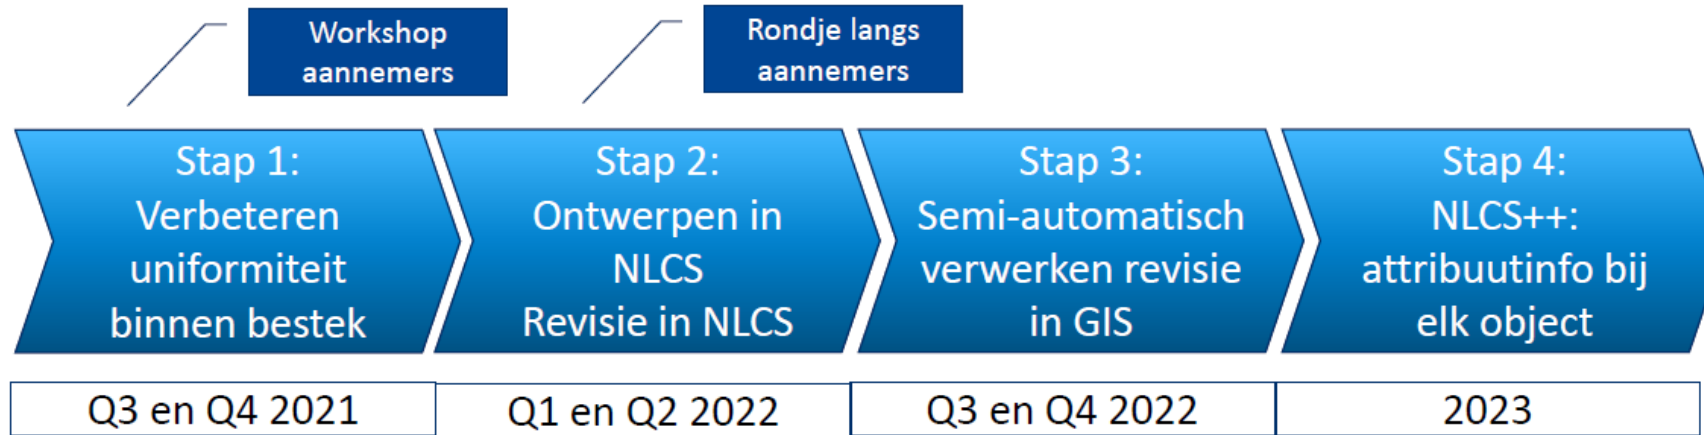 Workshop
aannemers
Rondje langs
aannemers
Stap 1:
Verbeteren
uniformiteit
binnen bestek
Stap 2:
Ontwerpen in
NLCS
Revisie in NLCS
Stap 3:
Semi-automatisch
verwerken revisie
in GIS
Stap 4:
NLCS++:
attribuutinfo bij
elk object
Q3 en Q4 2021
Q1 en Q2 2022
Q3 en Q4 2022
2023